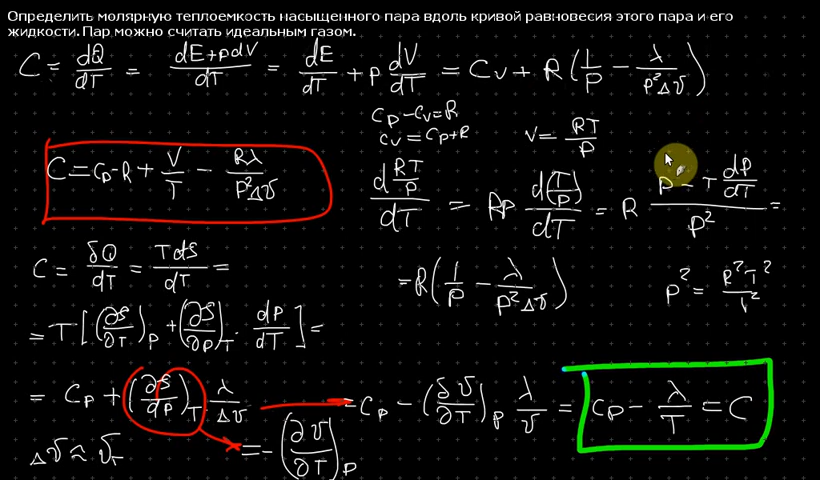 Определить молярную теплоемкость насыщенного пара вдоль кривой равновесия этого пара и его
жидкости. Пар можно считать идеальным газом.
C = dQ/dT = (dE + pdV)/dT = dE/dT + p dV/dT = Cv + R(1/P - λ/(P²Δv))
Cp - Cv = R
Cv = Cp + R
V = RT/P
C = Cp - R + V/T - Rλ/(P²Δv)
d(RT/P)/dT = Rp d(T/P)/dT = R (P - T dP/dT)/P² =
= R(1/P - λ/(P²Δv))
P² = R²T²/V²
C = δQ/dT = TdS/dT =
= T[(∂S/∂T)p + (∂S/∂P)T · dP/dT] =
= Cp + (∂S/∂P)T · λ/Δv = Cp - (∂v/∂T)p λ/v = Cp - λ/T = C
Δv ≈ vг
= -(∂v/∂T)p